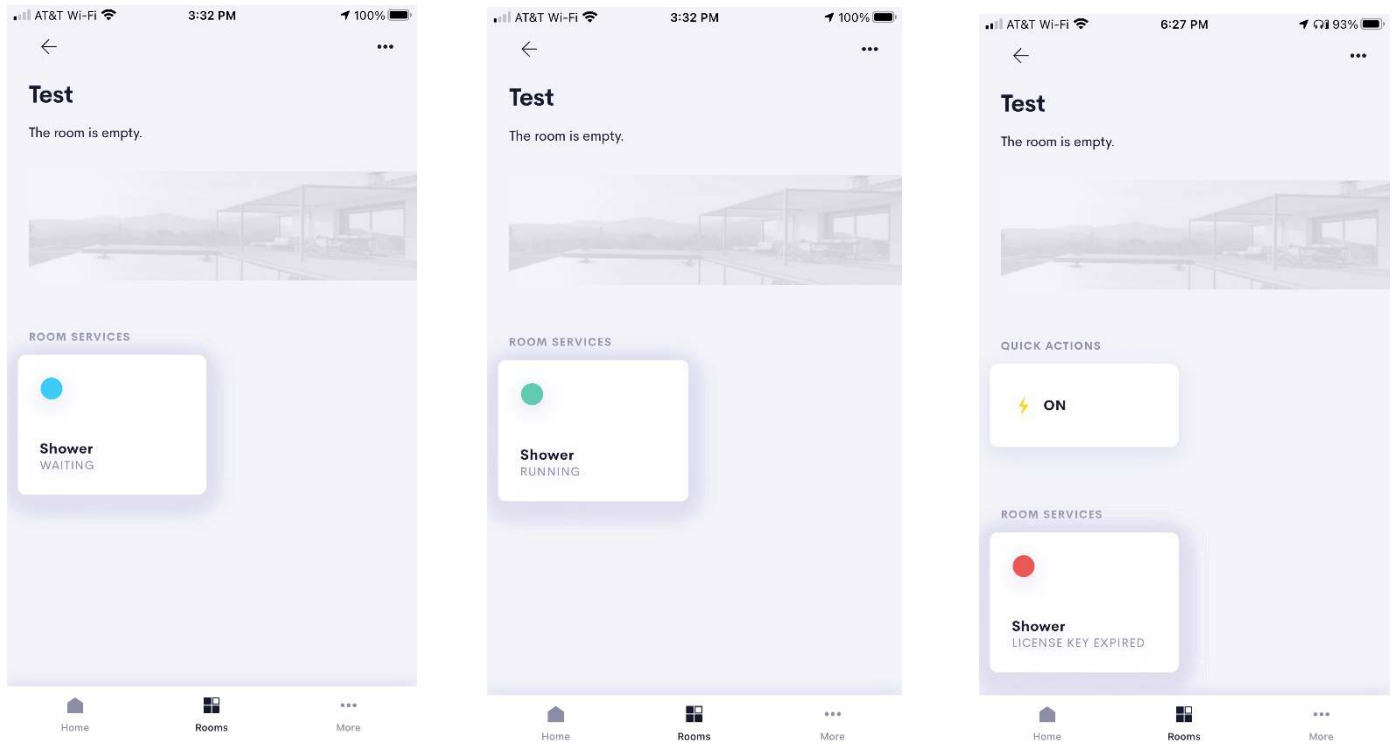 AT&T Wi-Fi 3:32 PM 100%
Test
The room is empty.
ROOM SERVICES
Shower
WAITING
Home Rooms More
AT&T Wi-Fi 3:32 PM 100%
Test
The room is empty.
ROOM SERVICES
Shower
RUNNING
Home Rooms More
AT&T Wi-Fi 6:27 PM 93%
Test
The room is empty.
QUICK ACTIONS
ON
ROOM SERVICES
Shower
LICENSE KEY EXPIRED
Home Rooms More